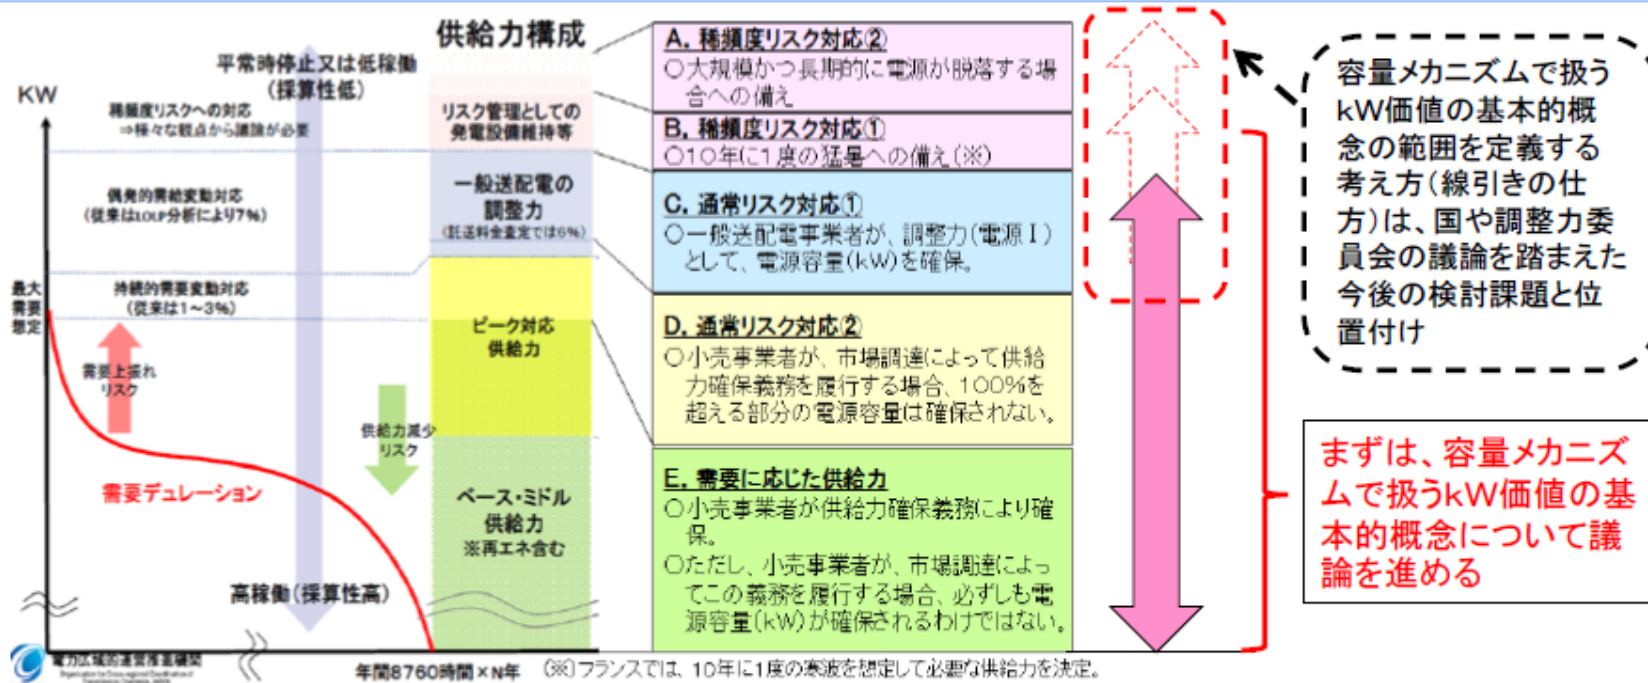 供給力構成
平常時停止又は低稼働
(採算性低)
KW
稀頻度リスクへの対応
⇒様々な観点から議論が必要
偶発的需給変動対応
(従来はLOLP分析により7%)
持続的需要変動対応
(従来は1~3%)
最大
需要
想定
需要上振れ
リスク
供給力減少
リスク
需要デュレーション
高稼働(採算性高)
リスク管理としての
発電設備維持等
一般送配電の
調整力
(託送料金査定では6%)
ピーク対応
供給力
ベース・ミドル
供給力
※再エネ含む
A. 稀頻度リスク対応②
○大規模かつ長期的に電源が脱落する場
合への備え
B. 稀頻度リスク対応①
○10年に1度の猛暑への備え(※)
C. 通常リスク対応①
○一般送配電事業者が、調整力(電源Ⅰ)
として、電源容量(kW)を確保。
D. 通常リスク対応②
○小売事業者が、市場調達によって供給
力確保義務を履行する場合、100%を
超える部分の電源容量は確保されない。
E. 需要に応じた供給力
○小売事業者が供給力確保義務により確
保。
○ただし、小売事業者が、市場調達によっ
てこの義務を履行する場合、必ずしも電
源容量(kW)が確保されるわけではない。
容量メカニズムで扱う
kW価値の基本的概
念の範囲を定義する
考え方(線引きの仕
方)は、国や調整力委
員会の議論を踏まえた
今後の検討課題と位
置付け
まずは、容量メカニズ
ムで扱うkW価値の基
本的概念について議
論を進める
電力広域的運営推進機関
年間8760時間×N年
(※)フランスでは、10年に1度の寒波を想定して必要な供給力を決定。